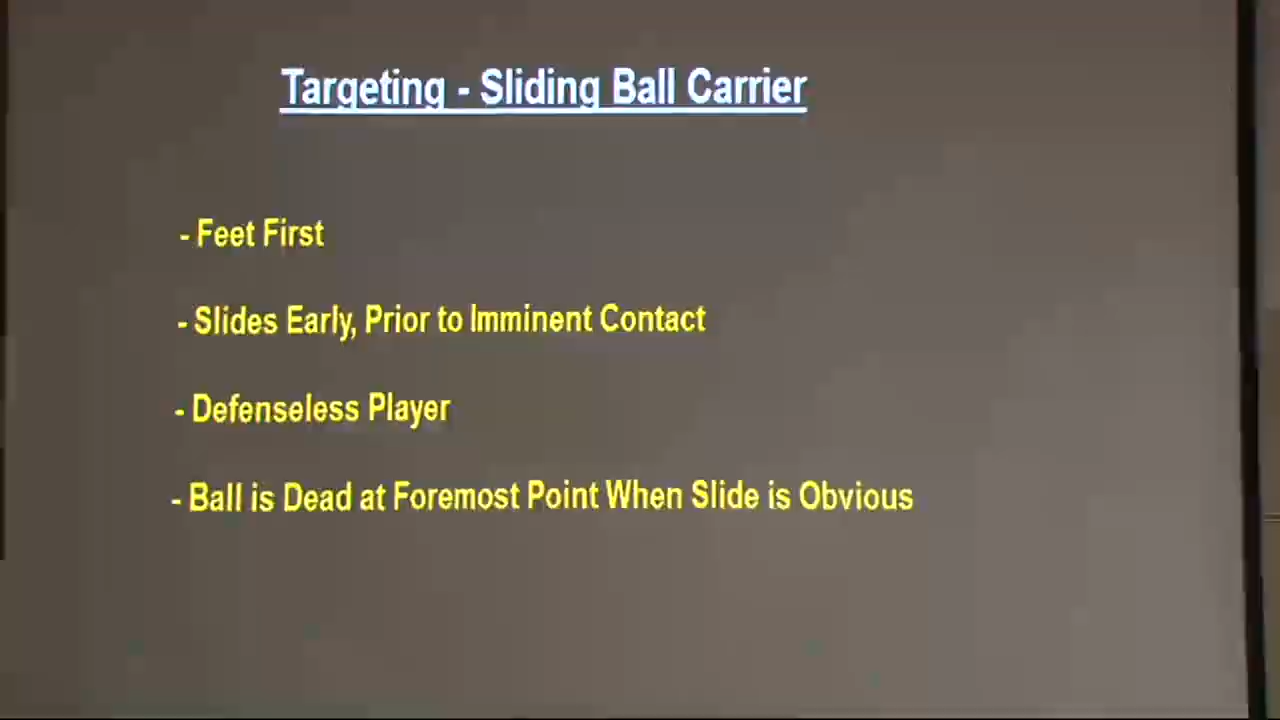 Targeting - Sliding Ball Carrier
- Feet First
- Slides Early, Prior to Imminent Contact
- Defenseless Player
- Ball is Dead at Foremost Point When Slide is Obvious